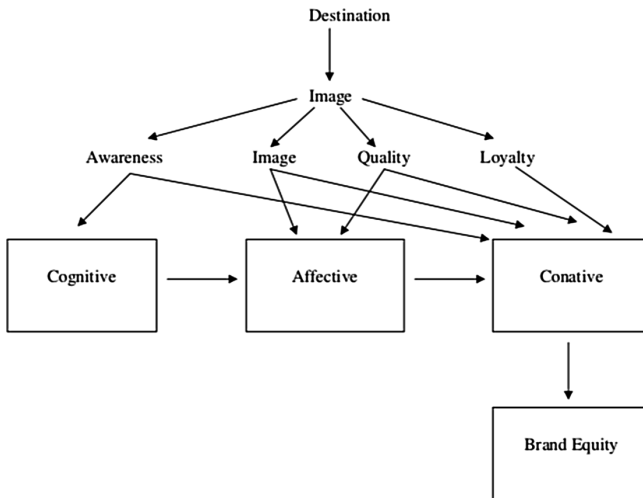 Destination
Image
Awareness
Image
Quality
Loyalty
Cognitive
Affective
Conative
Brand Equity